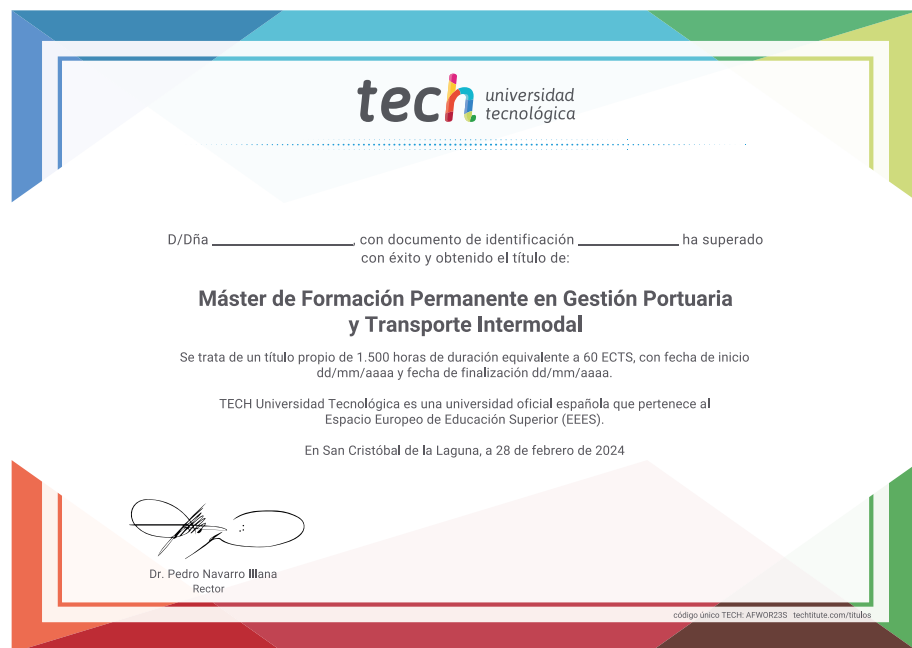 tech universidad
tecnológica
D/Dña ______________, con documento de identificación __________ ha superado
con éxito y obtenido el título de:
Máster de Formación Permanente en Gestión Portuaria
y Transporte Intermodal
Se trata de un título propio de 1.500 horas de duración equivalente a 60 ECTS, con fecha de inicio
dd/mm/aaaa y fecha de finalización dd/mm/aaaa.
TECH Universidad Tecnológica es una universidad oficial española que pertenece al
Espacio Europeo de Educación Superior (EEES).
En San Cristóbal de la Laguna, a 28 de febrero de 2024
Dr. Pedro Navarro Illana
Rector
código único TECH: AFWOR23S techtitute.com/titulos